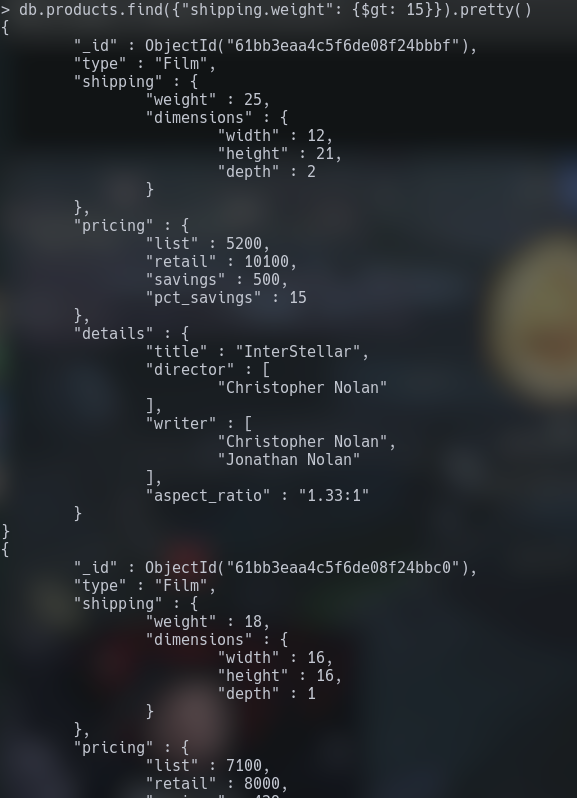 > db.products.find({"shipping.weight": {$gt: 15}}).pretty()
{
"_id" : ObjectId("61bb3eaa4c5f6de08f24bbbf"),
"type" : "Film",
"shipping" : {
"weight" : 25,
"dimensions" : {
"width" : 12,
"height" : 21,
"depth" : 2
}
},
"pricing" : {
"list" : 5200,
"retail" : 10100,
"savings" : 500,
"pct_savings" : 15
},
"details" : {
"title" : "InterStellar",
"director" : [
"Christopher Nolan"
],
"writer" : [
"Christopher Nolan",
"Jonathan Nolan"
],
"aspect_ratio" : "1.33:1"
}
}
{
"_id" : ObjectId("61bb3eaa4c5f6de08f24bbc0"),
"type" : "Film",
"shipping" : {
"weight" : 18,
"dimensions" : {
"width" : 16,
"height" : 16,
"depth" : 1
}
},
"pricing" : {
"list" : 7100,
"retail" : 8000,